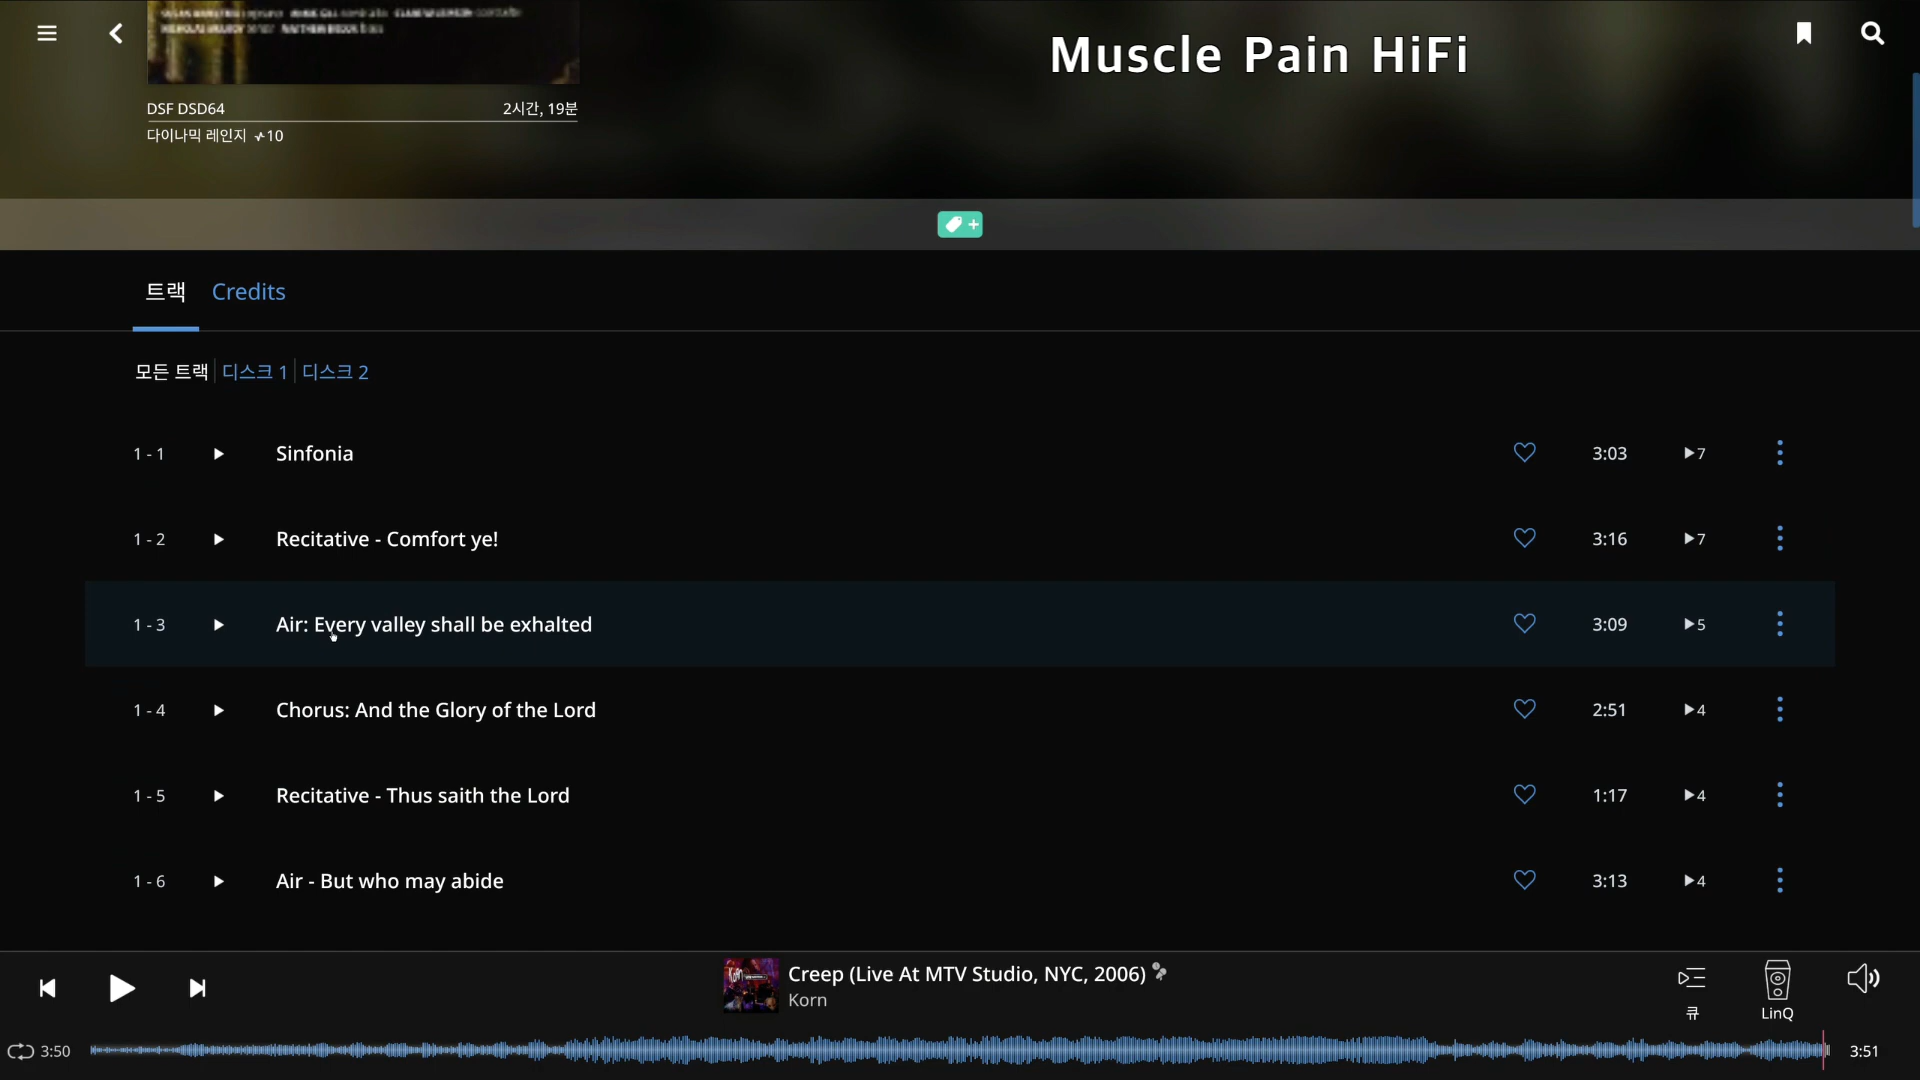 Muscle Pain HiFi
DSF DSD64
2시간, 19분
다이나믹 레인지 10
+
트랙
Credits
모든 트랙
디스크 1
디스크 2
1 - 1 Sinfonia 3:03 7
1 - 2 Recitative - Comfort ye! 3:16 7
1 - 3 Air: Every valley shall be exhalted 3:09 5
1 - 4 Chorus: And the Glory of the Lord 2:51 4
1 - 5 Recitative - Thus saith the Lord 1:17 4
1 - 6 Air - But who may abide 3:13 4
Creep (Live At MTV Studio, NYC, 2006)
Korn
큐
LinQ
3:50
3:51